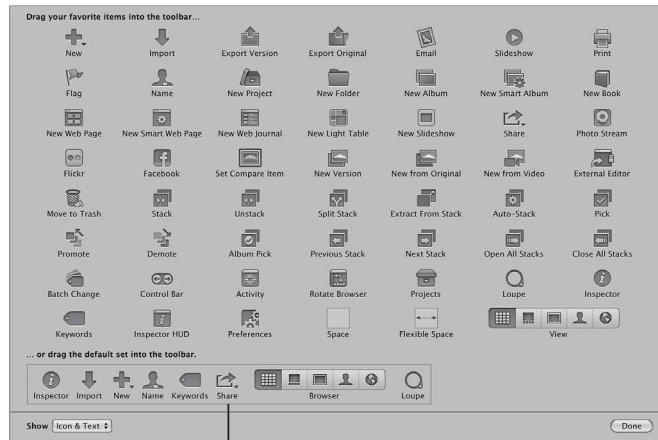 Drag your favorite items into the toolbar...
New Import Export Version Export Original Email Slideshow Print
Flag Name New Project New Folder New Album New Smart Album New Book
New Web Page New Smart Web Page New Web Journal New Light Table New Slideshow Share Photo Stream
Flickr Facebook Set Compare Item New Version New from Original New from Video External Editor
Move to Trash Stack Unstack Split Stack Extract From Stack Auto-Stack Pick
Promote Demote Album Pick Previous Stack Next Stack Open All Stacks Close All Stacks
Batch Change Control Bar Activity Rotate Browser Projects Loupe Inspector
Keywords Inspector HUD Preferences Space Flexible Space View
... or drag the default set into the toolbar.
Inspector Import New Name Keywords Share Browser Loupe
Show Icon & Text Done